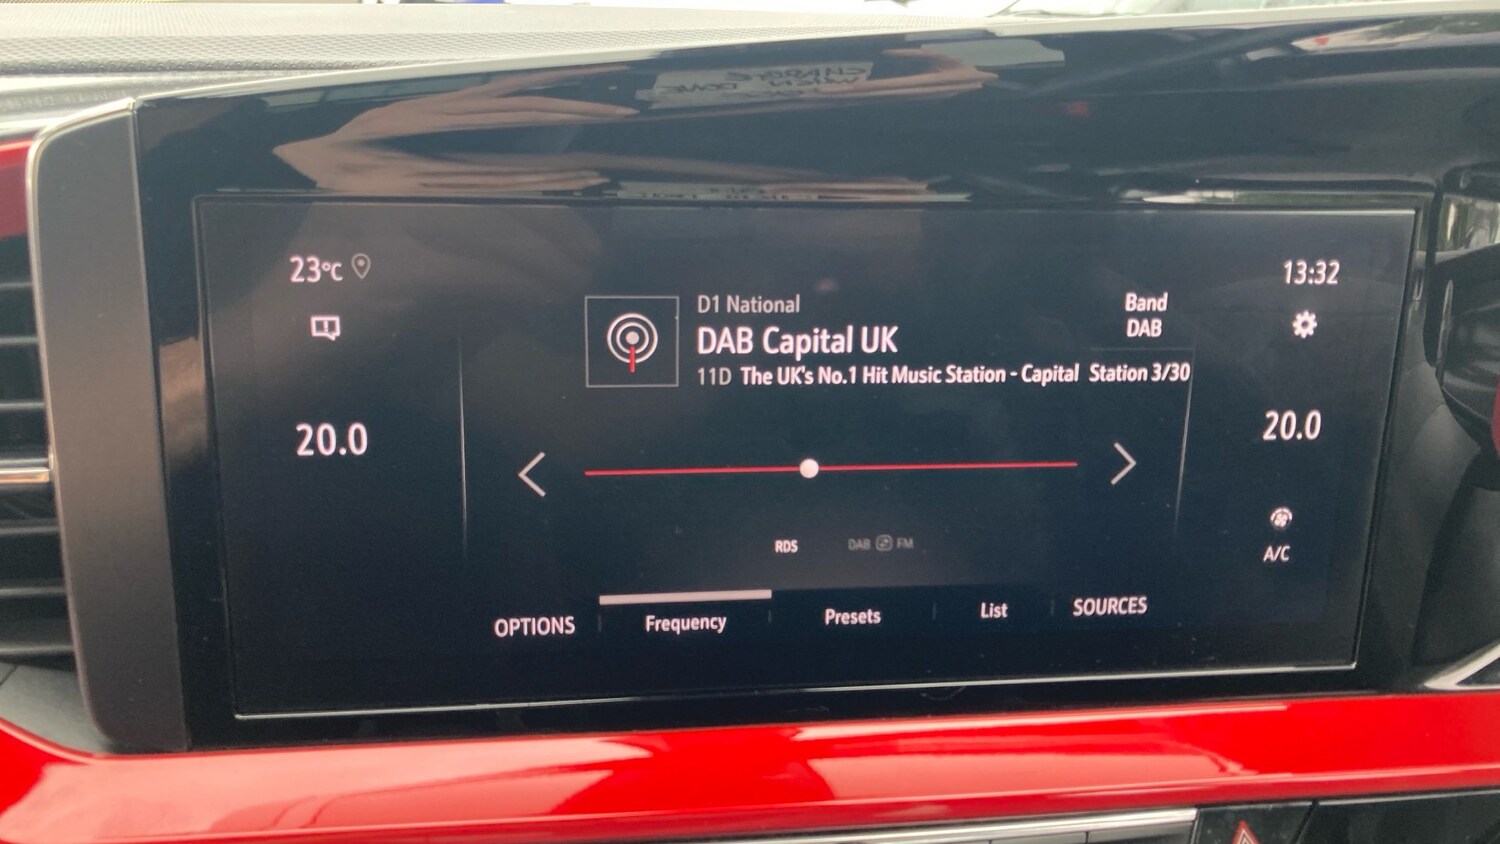 23°C
13:32
D1 National
DAB Capital UK
11D The UK's No.1 Hit Music Station - Capital Station 3/30
Band
DAB
20.0
20.0
RDS
DAB FM
A/C
OPTIONS
Frequency
Presets
List
SOURCES